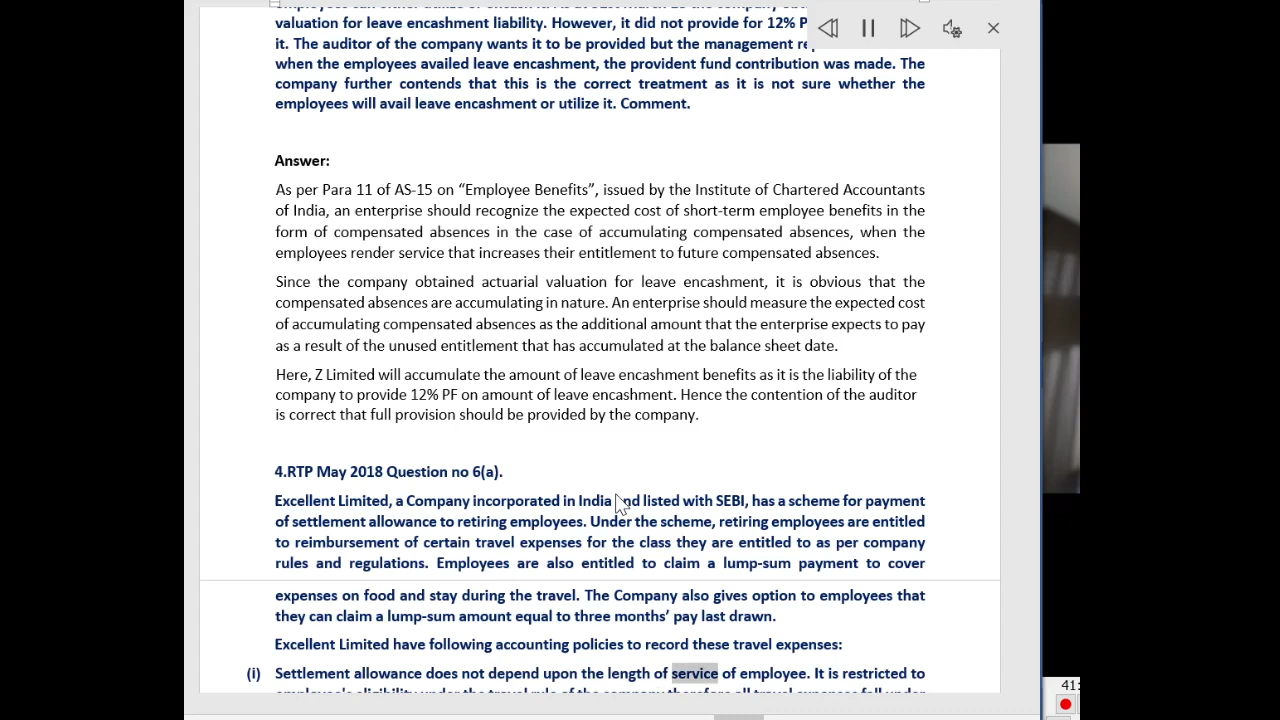 valuation for leave encashment liability. However, it did not provide for 12% P
it. The auditor of the company wants it to be provided but the management
when the employees availed leave encashment, the provident fund contribution was made. The
company further contends that this is the correct treatment as it is not sure whether the
employees will avail leave encashment or utilize it. Comment.
Answer:
As per Para 11 of AS-15 on “Employee Benefits”, issued by the Institute of Chartered Accountants
of India, an enterprise should recognize the expected cost of short-term employee benefits in the
form of compensated absences in the case of accumulating compensated absences, when the
employees render service that increases their entitlement to future compensated absences.
Since the company obtained actuarial valuation for leave encashment, it is obvious that the
compensated absences are accumulating in nature. An enterprise should measure the expected cost
of accumulating compensated absences as the additional amount that the enterprise expects to pay
as a result of the unused entitlement that has accumulated at the balance sheet date.
Here, Z Limited will accumulate the amount of leave encashment benefits as it is the liability of the
company to provide 12% PF on amount of leave encashment. Hence the contention of the auditor
is correct that full provision should be provided by the company.
4.RTP May 2018 Question no 6(a).
Excellent Limited, a Company incorporated in India and listed with SEBI, has a scheme for payment
of settlement allowance to retiring employees. Under the scheme, retiring employees are entitled
to reimbursement of certain travel expenses for the class they are entitled to as per company
rules and regulations. Employees are also entitled to claim a lump-sum payment to cover
expenses on food and stay during the travel. The Company also gives option to employees that
they can claim a lump-sum amount equal to three months’ pay last drawn.
Excellent Limited have following accounting policies to record these travel expenses:
(i) Settlement allowance does not depend upon the length of service of employee. It is restricted to
41: